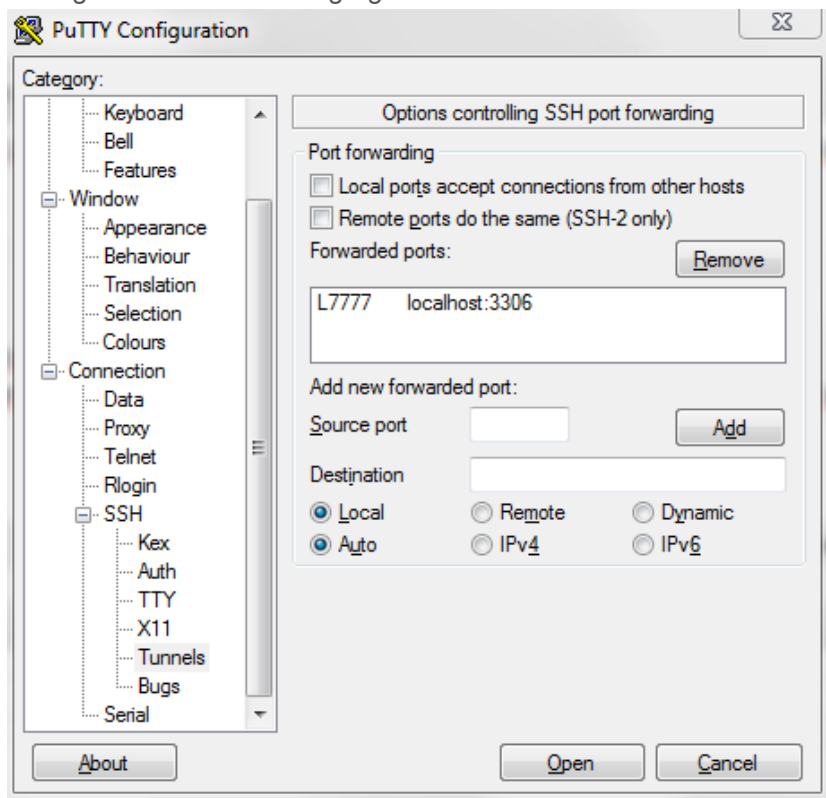 PuTTY Configuration
Category:
Keyboard
Bell
Features
Window
Appearance
Behaviour
Translation
Selection
Colours
Connection
Data
Proxy
Telnet
Rlogin
SSH
Kex
Auth
TTY
X11
Tunnels
Bugs
Serial
Options controlling SSH port forwarding
Port forwarding
Local ports accept connections from other hosts
Remote ports do the same (SSH-2 only)
Forwarded ports:
Remove
L7777 localhost:3306
Add new forwarded port:
Source port
Add
Destination
Local Remote Dynamic
Auto IPv4 IPv6
About Open Cancel